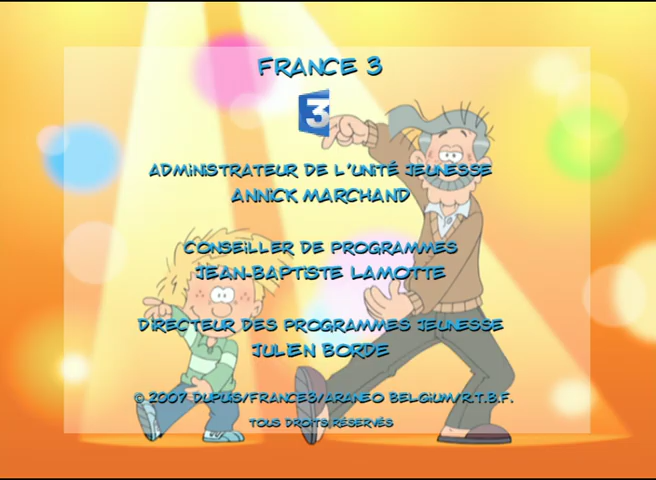 FRANCE 3
3
ADMINISTRATEUR DE L'UNITÉ JEUNESSE
ANNICK MARCHAND
CONSEILLER DE PROGRAMMES
JEAN-BAPTISTE LAMOTTE
DIRECTEUR DES PROGRAMMES JEUNESSE
JULIEN BORDE
© 2007 DUPUIS/FRANCE3/ARANEO BELGIUM/R.T.B.F.
TOUS DROITS RÉSERVÉS